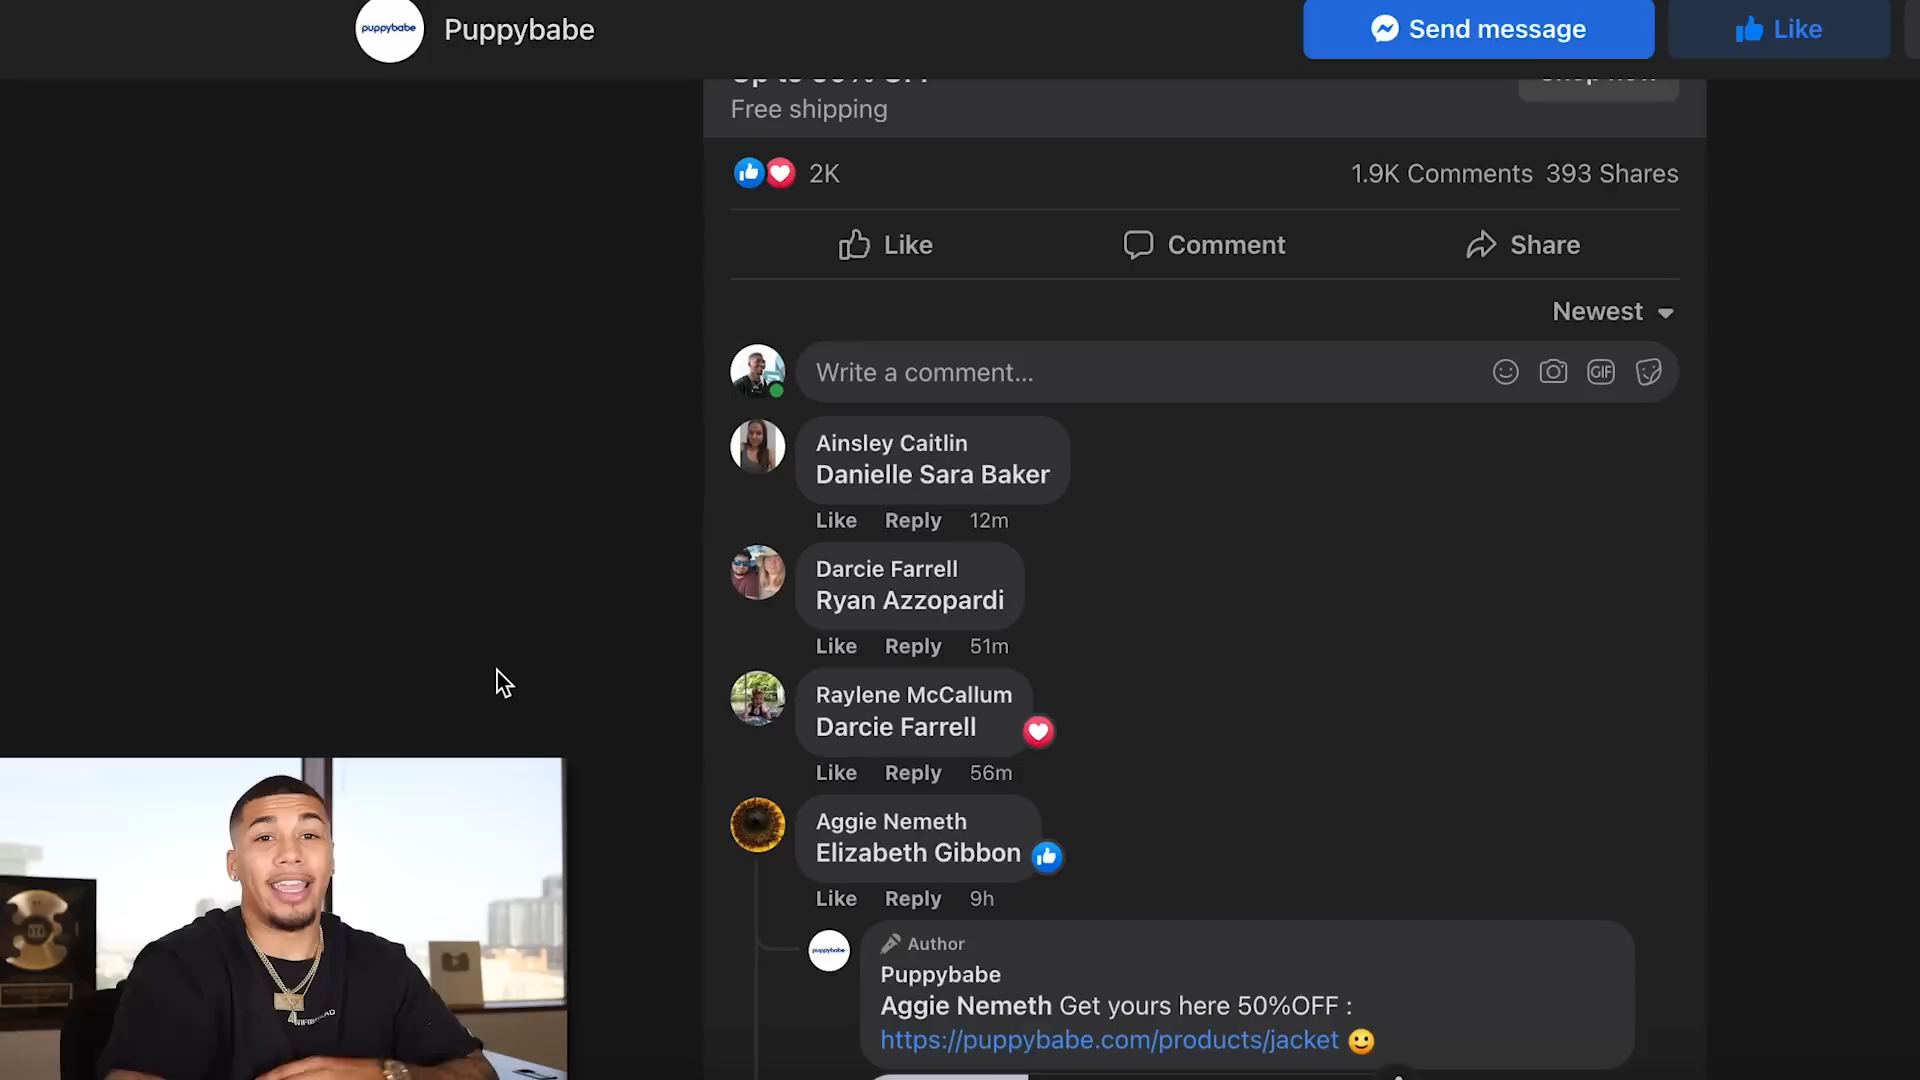 puppybabe
Puppybabe
Send message
Like
Free shipping
2K
1.9K Comments 393 Shares
Like
Comment
Share
Newest
Write a comment...
GIF
Ainsley Caitlin
Danielle Sara Baker
Like Reply 12m
Darcie Farrell
Ryan Azzopardi
Like Reply 51m
Raylene McCallum
Darcie Farrell
Like Reply 56m
Aggie Nemeth
Elizabeth Gibbon
Like Reply 9h
puppybabe
Author
Puppybabe
Aggie Nemeth Get yours here 50%OFF :
https://puppybabe.com/products/jacket